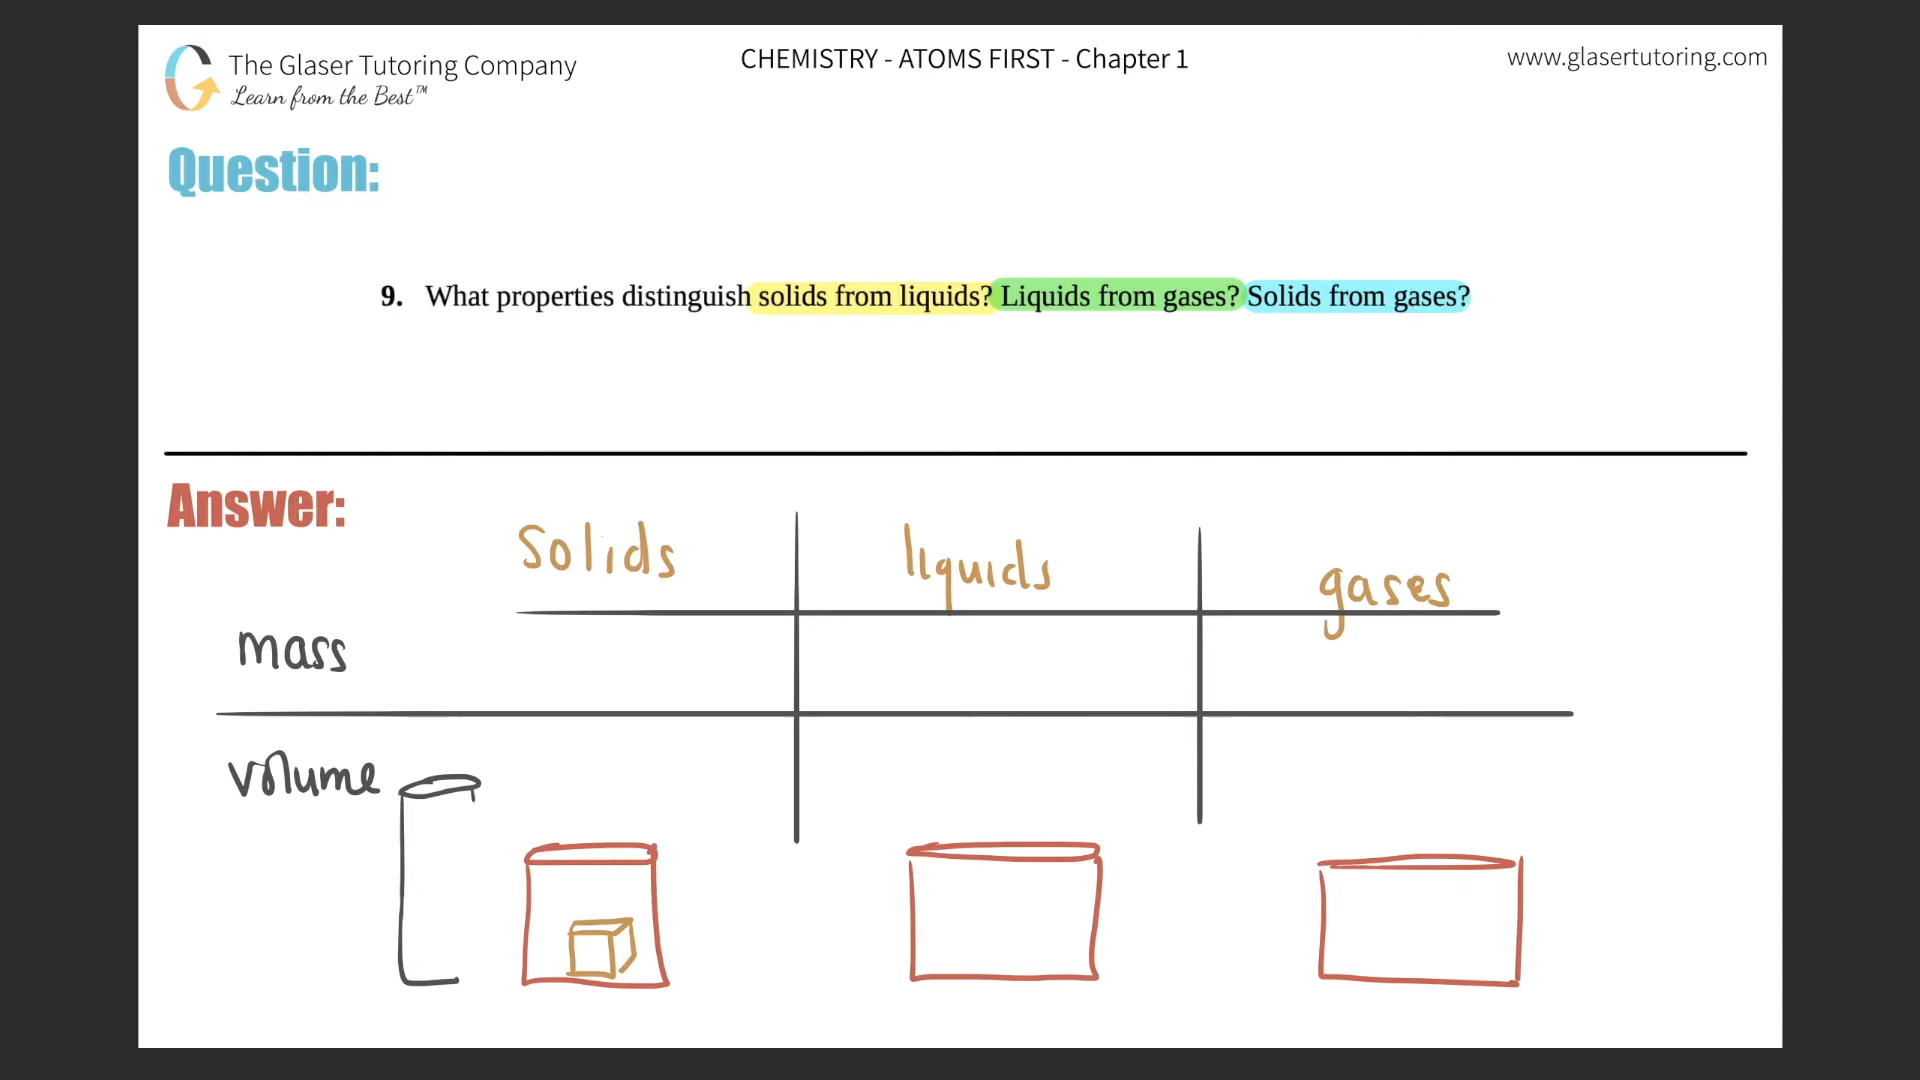 The Glaser Tutoring Company
Learn from the Best™
CHEMISTRY - ATOMS FIRST - Chapter 1
www.glasertutoring.com
Question:
9. What properties distinguish solids from liquids? Liquids from gases? Solids from gases?
Answer:
solids
liquids
gases
mass
volume